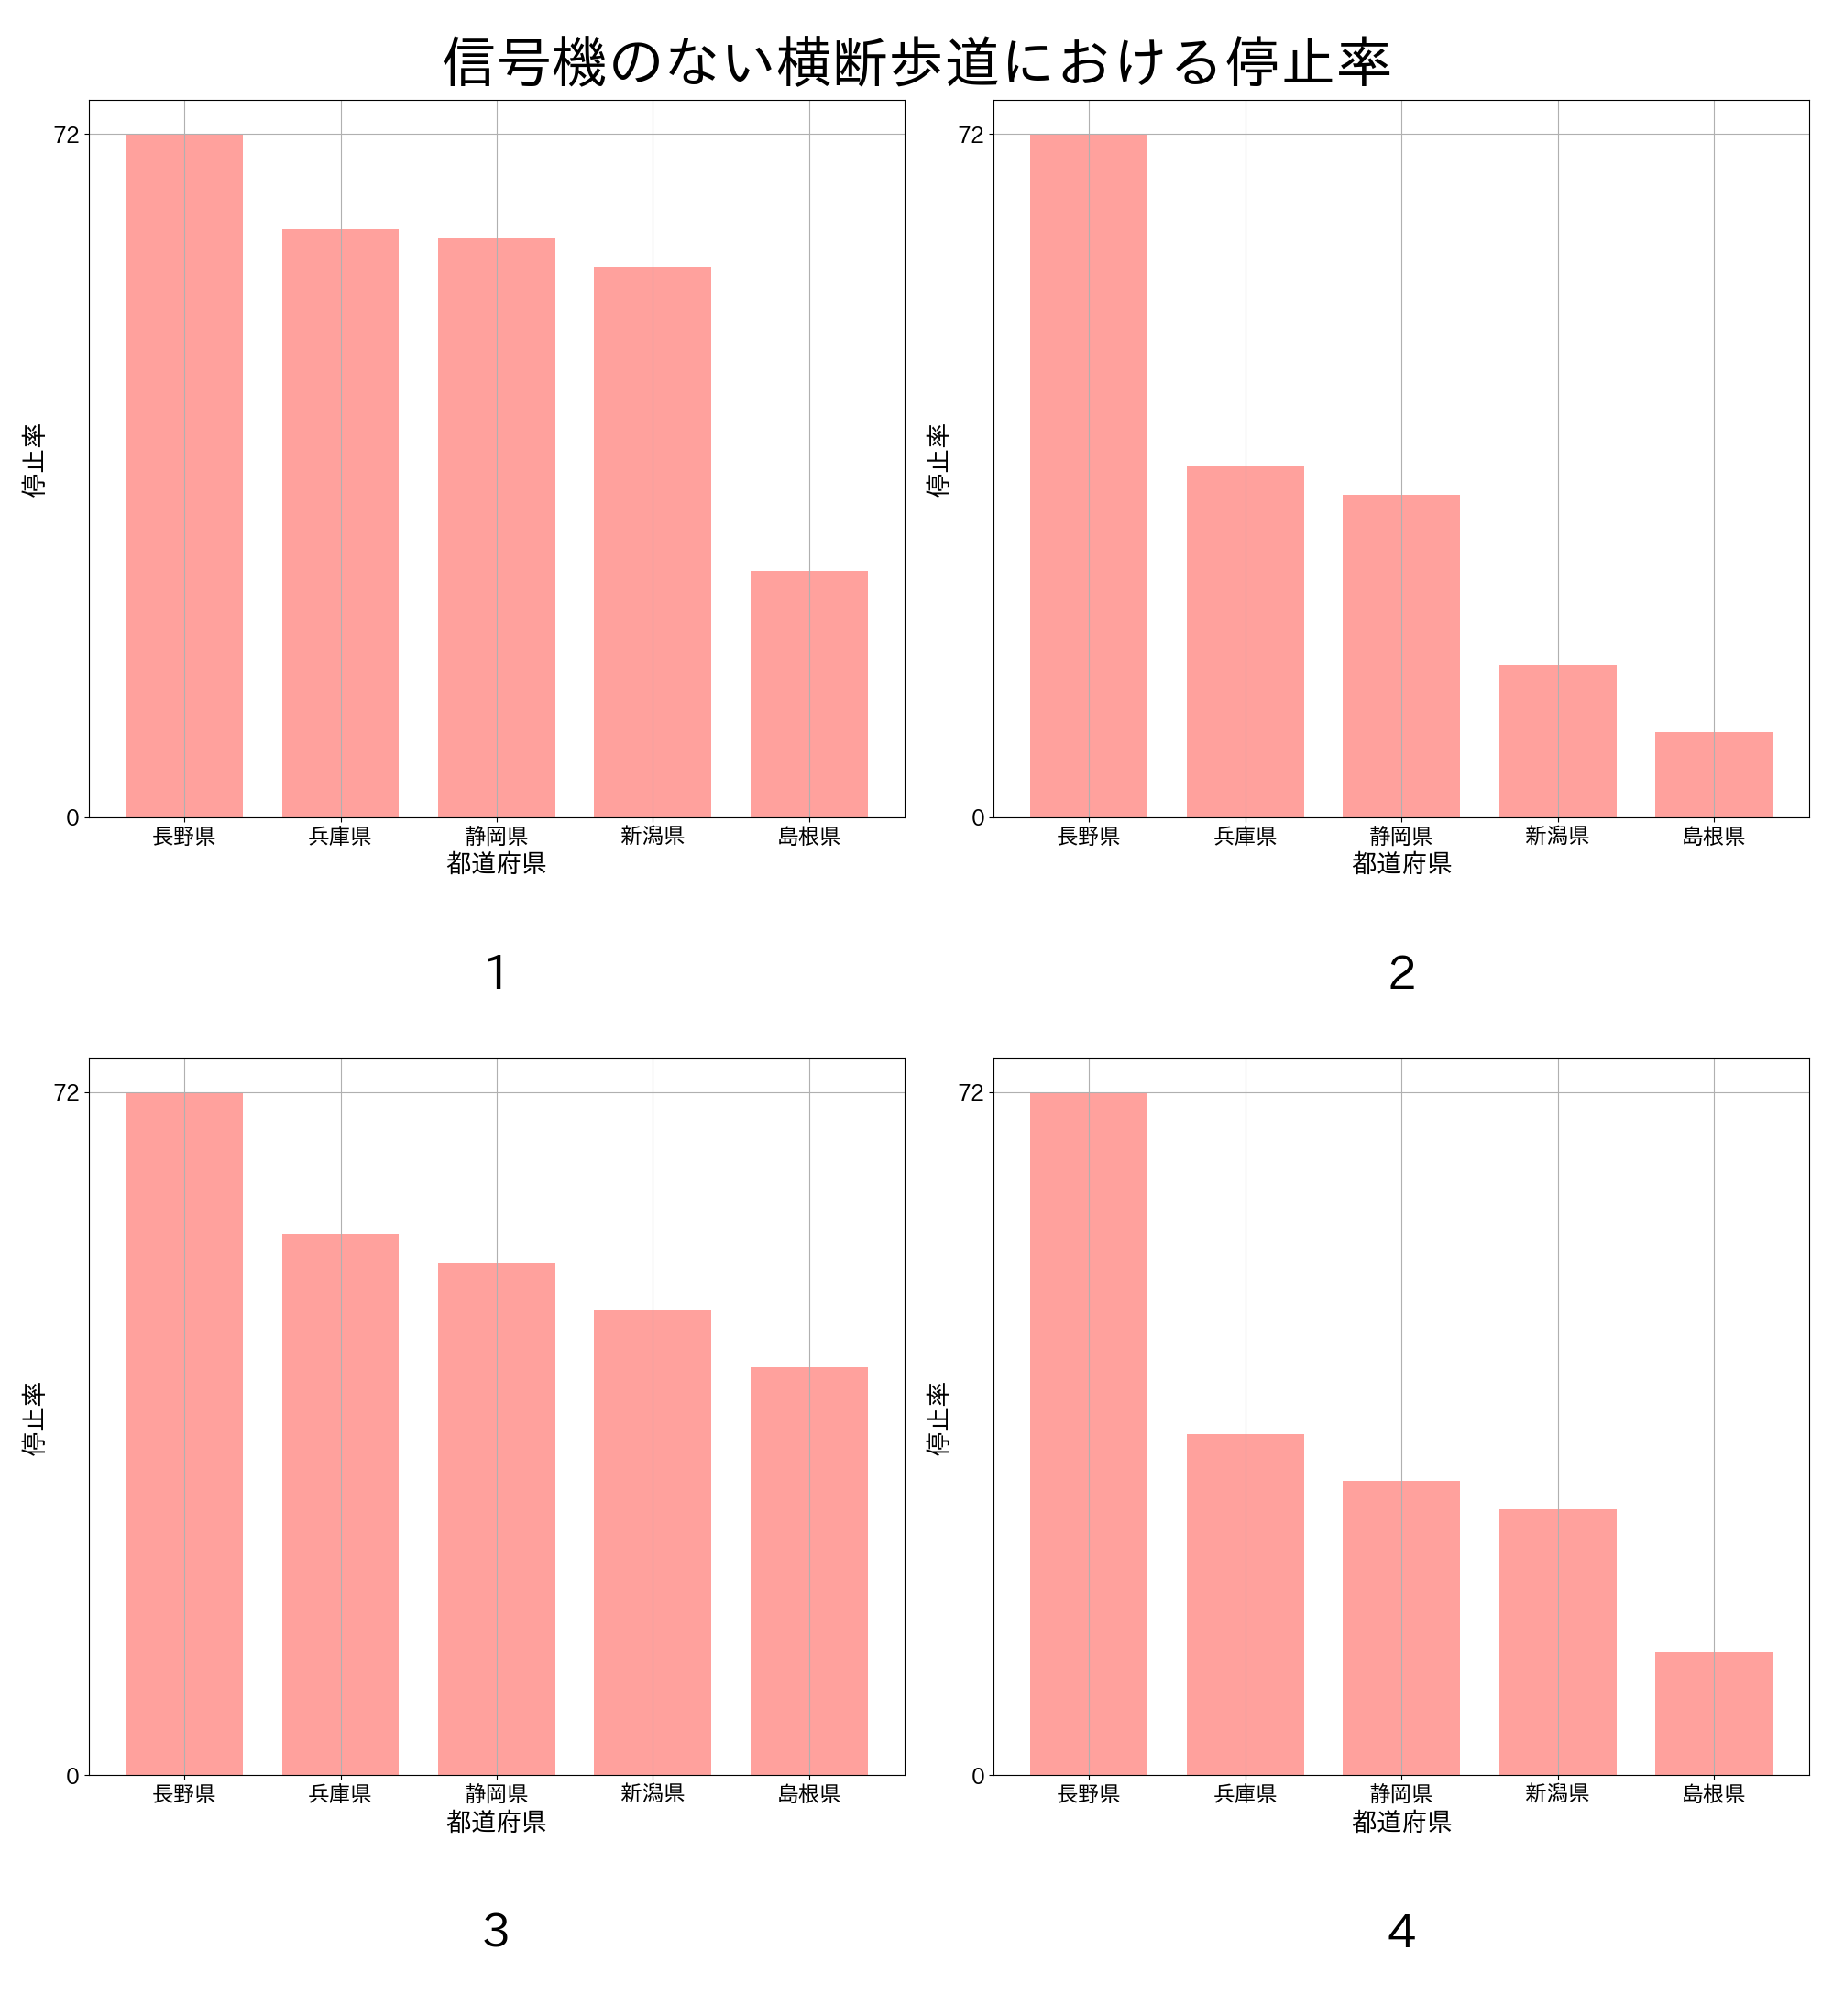 信号機のない横断歩道における停止率
72
停止率
0
長野県 兵庫県 静岡県 新潟県 島根県
都道府県
1
72
停止率
0
長野県 兵庫県 静岡県 新潟県 島根県
都道府県
2
72
停止率
0
長野県 兵庫県 静岡県 新潟県 島根県
都道府県
3
72
停止率
0
長野県 兵庫県 静岡県 新潟県 島根県
都道府県
4